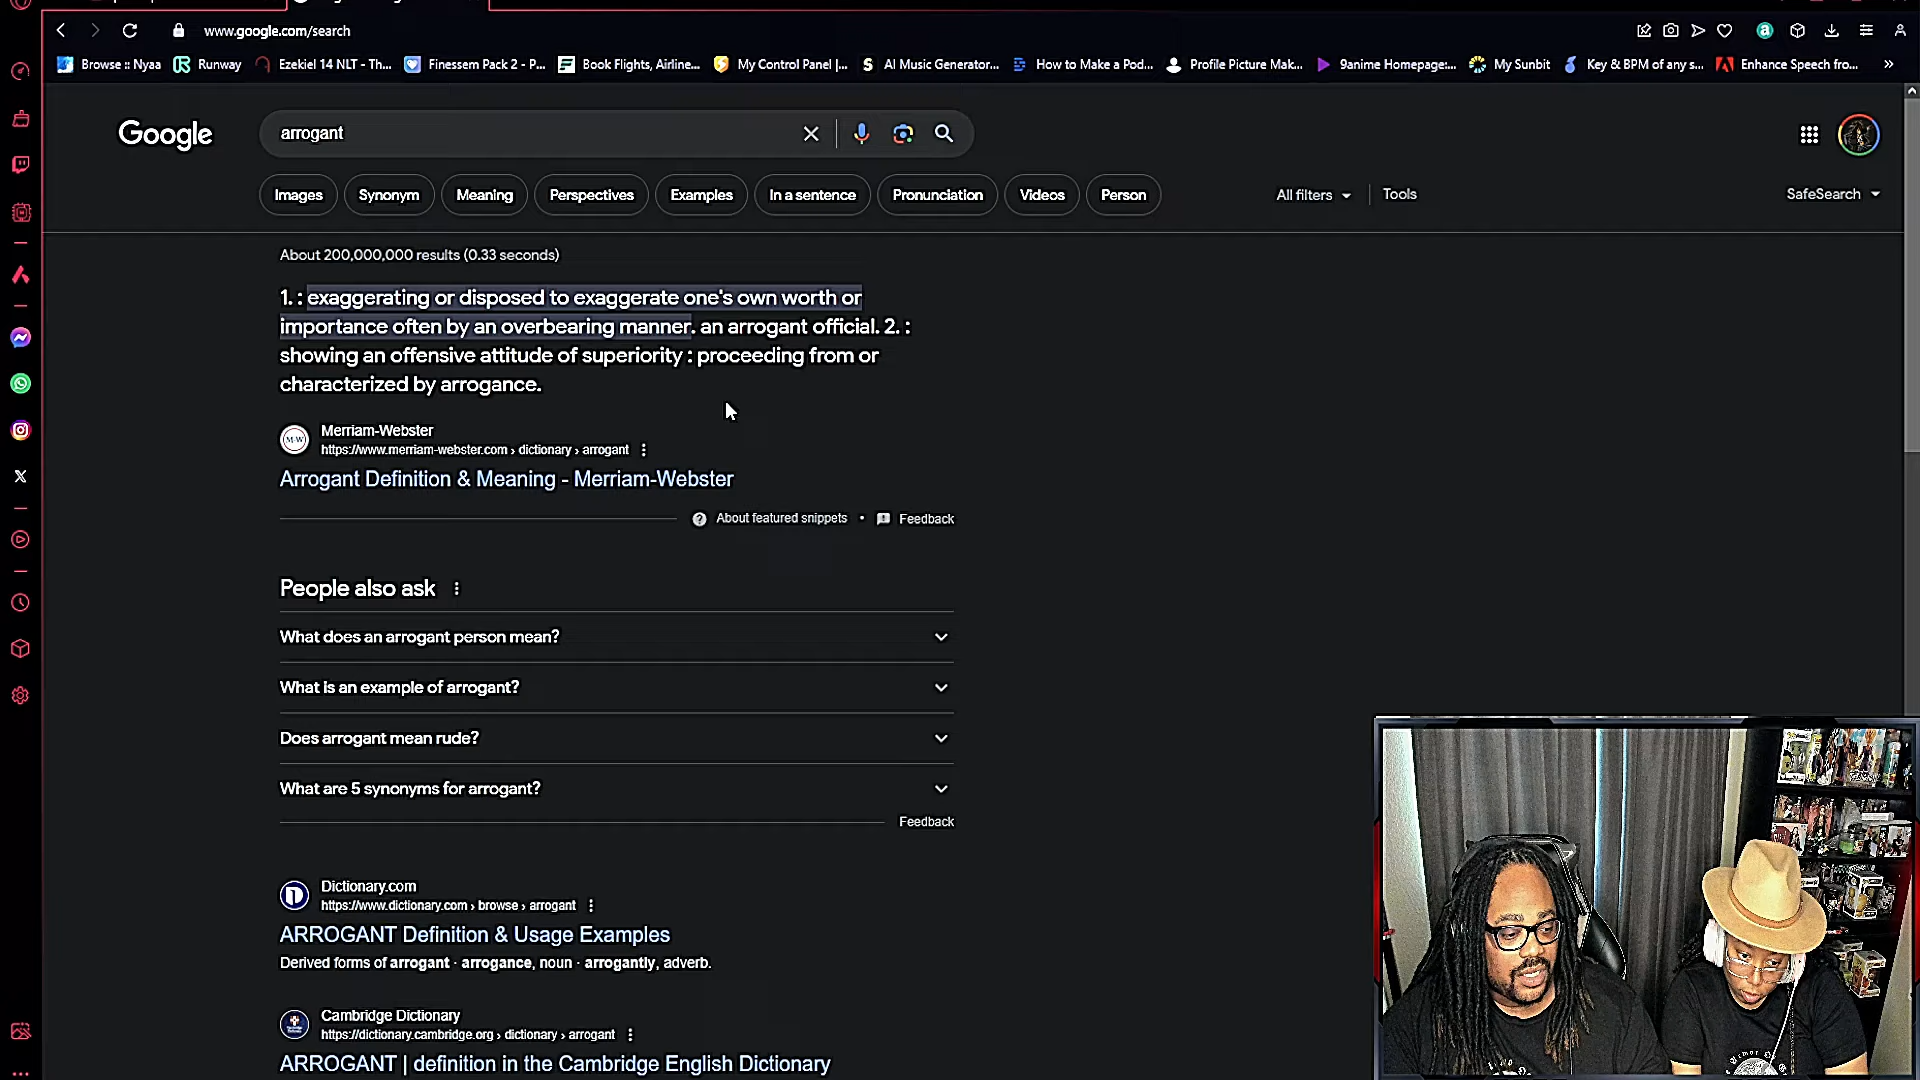 www.google.com/search
Browse :: Nyaa
Runway
Ezekiel 14 NLT - Th...
Finessem Pack 2 - P...
Book Flights, Airline...
My Control Panel |...
AI Music Generator...
How to Make a Pod...
Profile Picture Mak...
9anime Homepage:...
My Sunbit
Key & BPM of any s...
Enhance Speech fro...
Google
arrogant
Images
Synonym
Meaning
Perspectives
Examples
In a sentence
Pronunciation
Videos
Person
All filters
Tools
SafeSearch
About 200,000,000 results (0.33 seconds)
1. : exaggerating or disposed to exaggerate one's own worth or
importance often by an overbearing manner. an arrogant official. 2. :
showing an offensive attitude of superiority : proceeding from or
characterized by arrogance.
M-W
Merriam-Webster
https://www.merriam-webster.com › dictionary › arrogant
Arrogant Definition & Meaning - Merriam-Webster
About featured snippets
•
Feedback
People also ask
What does an arrogant person mean?
What is an example of arrogant?
Does arrogant mean rude?
What are 5 synonyms for arrogant?
Feedback
Dictionary.com
https://www.dictionary.com › browse › arrogant
ARROGANT Definition & Usage Examples
Derived forms of arrogant · arrogance, noun · arrogantly, adverb.
Cambridge Dictionary
https://dictionary.cambridge.org › dictionary › arrogant
ARROGANT | definition in the Cambridge English Dictionary